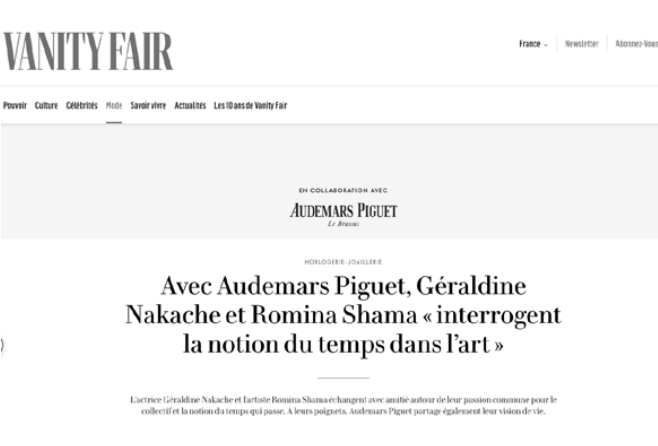 VANITY FAIR
France
Newsletter
Abonnez-Vous
Pouvoir Culture Célébrités Mode Savoir vivre Actualités Les 10 ans de Vanity Fair
EN COLLABORATION AVEC
AUDEMARS PIGUET
Le Brassus
HORLOGERIE-JOAILLERIE
Avec Audemars Piguet, Géraldine
Nakache et Romina Shama « interrogent
la notion du temps dans l’art »
L'actrice Géraldine Nakache et l'artiste Romina Shama échangent avec amitié autour de leur passion commune pour le
collectif et la notion du temps qui passe. À leurs poignets, Audemars Piguet partage également leur vision de vie.